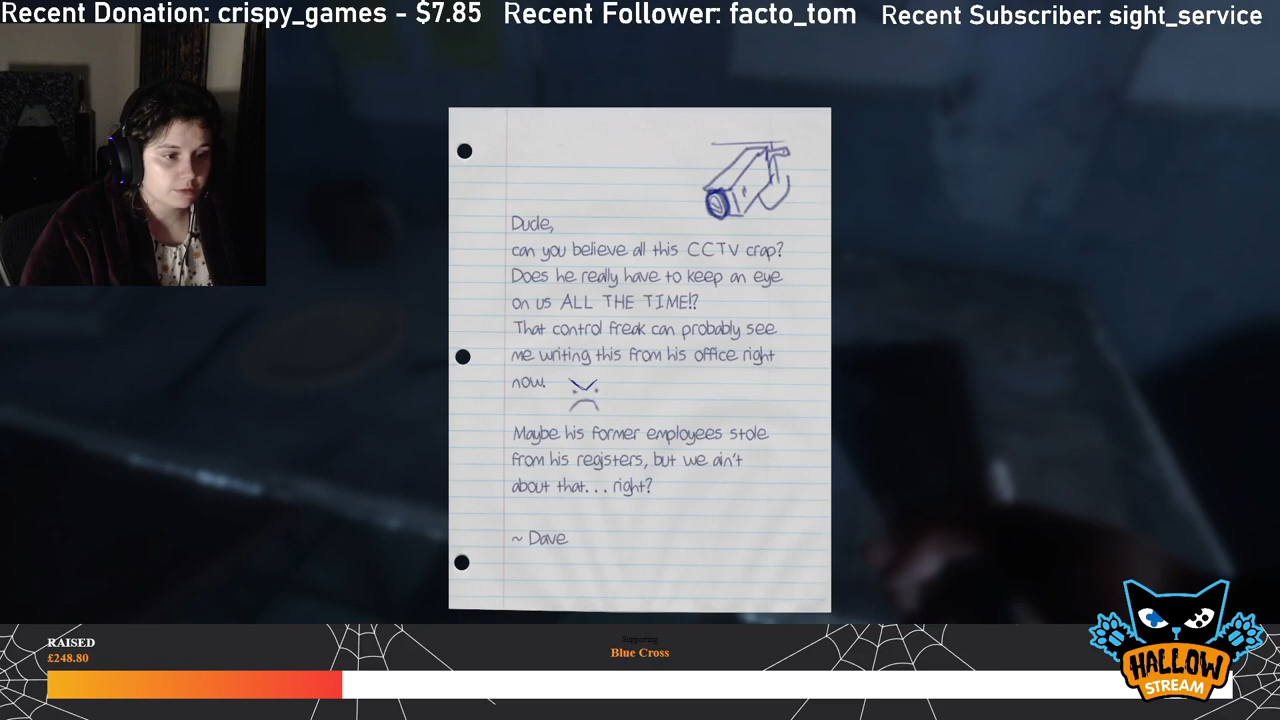 Recent Donation: crispy_games - $7.85 Recent Follower: facto_tom Recent Subscriber: sight_service
Dude,
can you believe all this CCTV crap?
Does he really have to keep an eye
on us ALL THE TIME!?
That control freak can probably see
me writing this from his office right
now.
Maybe his former employees stole
from his registers, but we ain't
about that... right?
~ Dave
RAISED
£248.80
Supporting
Blue Cross
HALLOW
STREAM